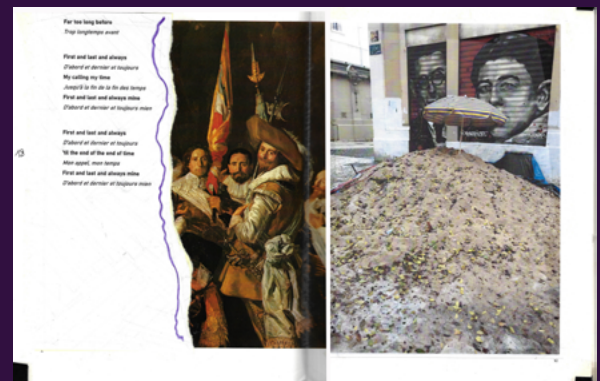 Far too long before
Trop longtemps avant
First and last and always
D'abord et dernier et toujours
My calling my time
Jusqu'à la fin de la fin des temps
First and last and always mine
D'abord et dernier et toujours mien
First and last and always
D'abord et dernier et toujours
'til the end of the end of time
Mon appel, mon temps
First and last and always mine
D'abord et dernier et toujours mien